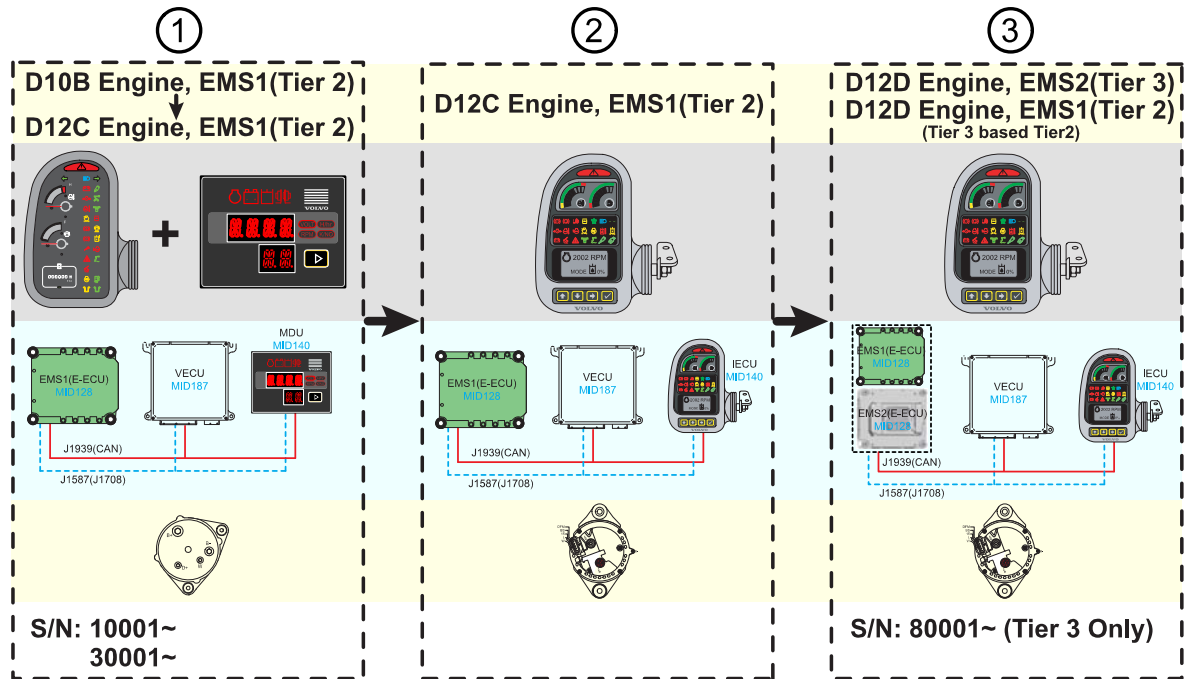 1
2
3
D10B Engine, EMS1(Tier 2)
D12C Engine, EMS1(Tier 2)
D12C Engine, EMS1(Tier 2)
D12D Engine, EMS2(Tier 3)
D12D Engine, EMS1(Tier 2)
(Tier 3 based Tier2)
+
VOLVO
2002 RPM
MODE 0%
VOLVO
2002 RPM
MODE 0%
VOLVO
EMS1(E-ECU)
MID128
VECU
MID187
MDU
MID140
J1939(CAN)
J1587(J1708)
EMS1(E-ECU)
MID128
VECU
MID187
IECU
MID140
J1939(CAN)
J1587(J1708)
EMS1(E-ECU)
MID128
EMS2(E-ECU)
MID128
VECU
MID187
IECU
MID140
J1939(CAN)
J1587(J1708)
S/N: 10001~
30001~
S/N: 80001~ (Tier 3 Only)